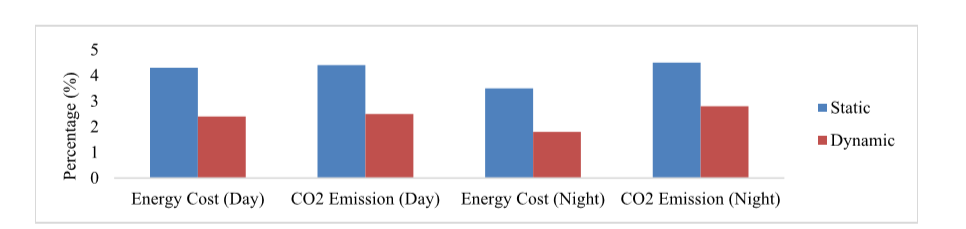 Percentage (%)
5
4
3
2
1
0
Energy Cost (Day) CO2 Emission (Day) Energy Cost (Night) CO2 Emission (Night)
Static
Dynamic